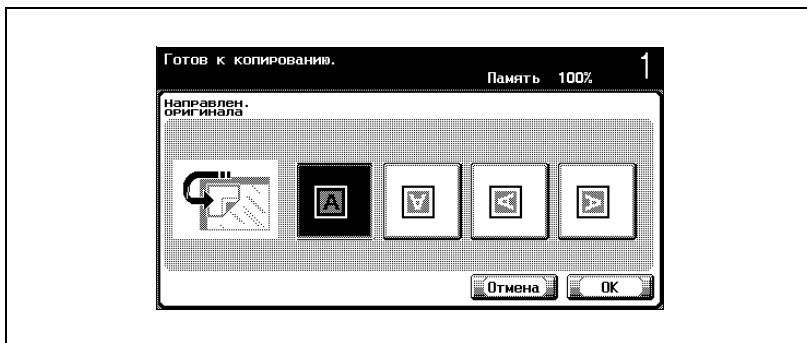 Готов к копированию.
Память 100% 1
Направлен.
оригинала
A A A A
Отмена OK